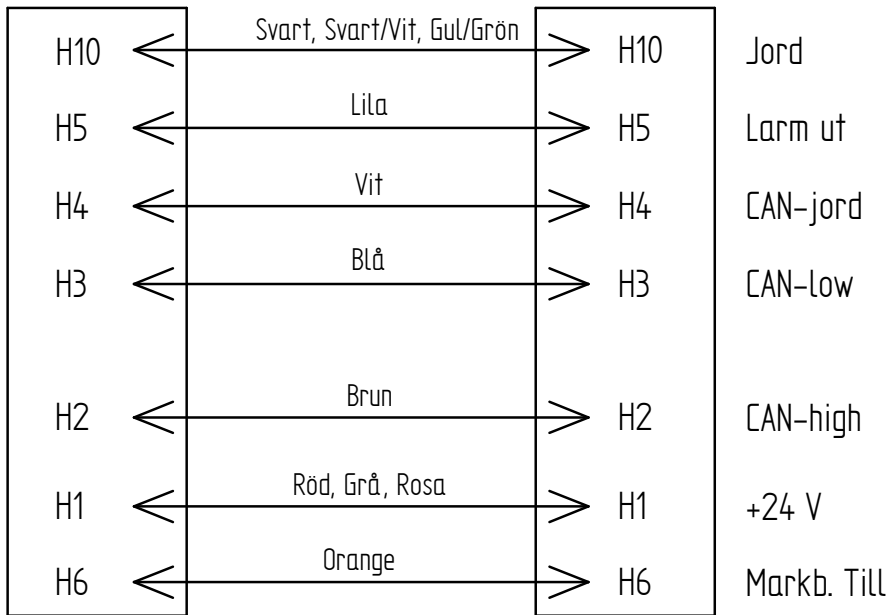 H10 Svart, Svart/Vit, Gul/Grön H10 Jord
H5 Lila H5 Larm ut
H4 Vit H4 CAN-jord
H3 Blå H3 CAN-low
H2 Brun H2 CAN-high
H1 Röd, Grå, Rosa H1 +24 V
H6 Orange H6 Markb. Till